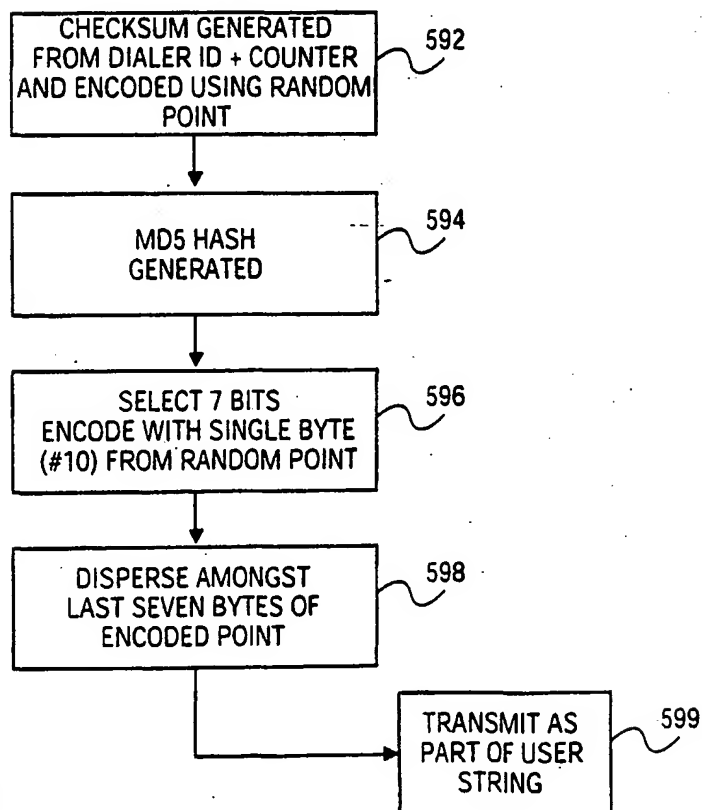 CHECKSUM GENERATED
FROM DIALER ID + COUNTER
AND ENCODED USING RANDOM
POINT
592
MD5 HASH
GENERATED
594
SELECT 7 BITS
ENCODE WITH SINGLE BYTE
(#10) FROM RANDOM POINT
596
DISPERSE AMONGST
LAST SEVEN BYTES OF
ENCODED POINT
598
TRANSMIT AS
PART OF USER
STRING
599